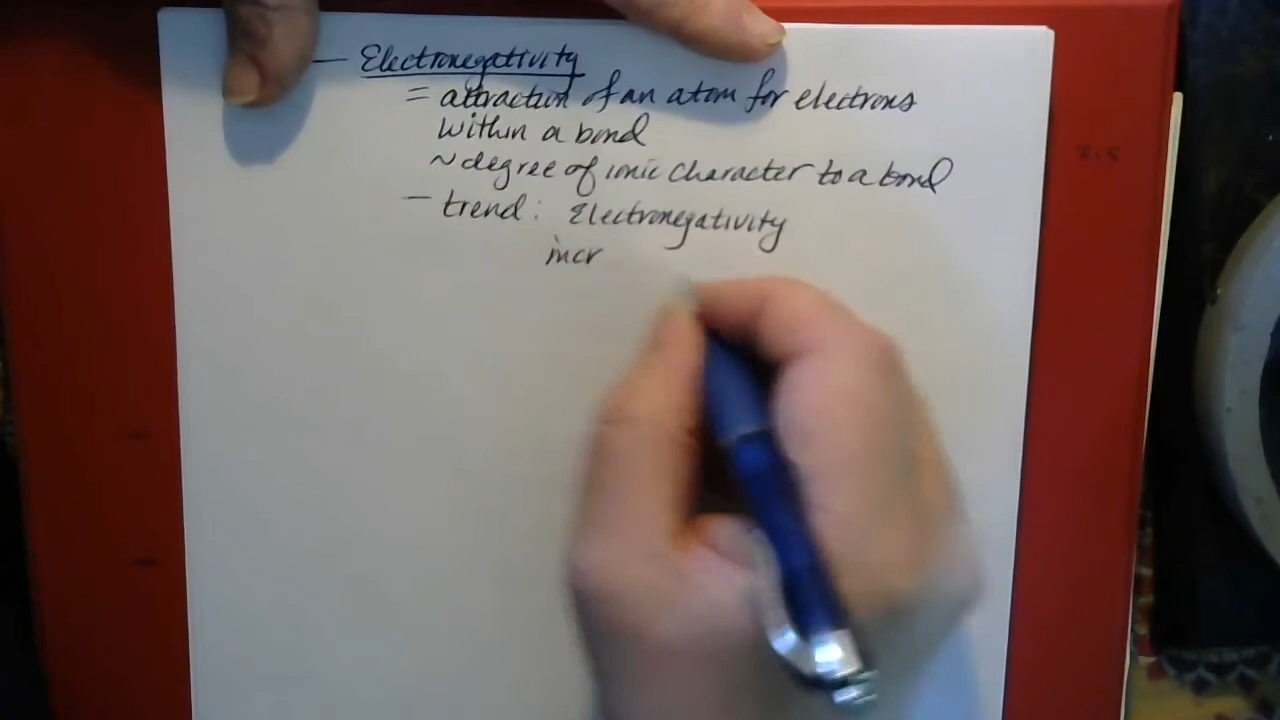 — Electronegativity
= attraction of an atom for electrons
within a bond
~ degree of ionic character to a bond
— trend: Electronegativity
incr